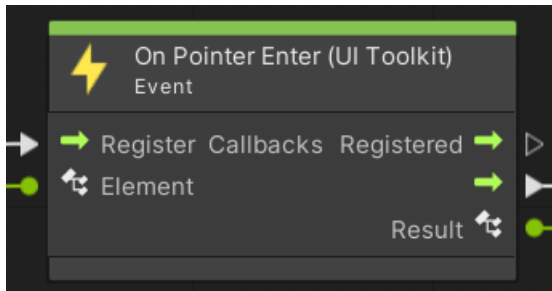 On Pointer Enter (UI Toolkit)
Event
Register Callbacks Registered
Element
Result